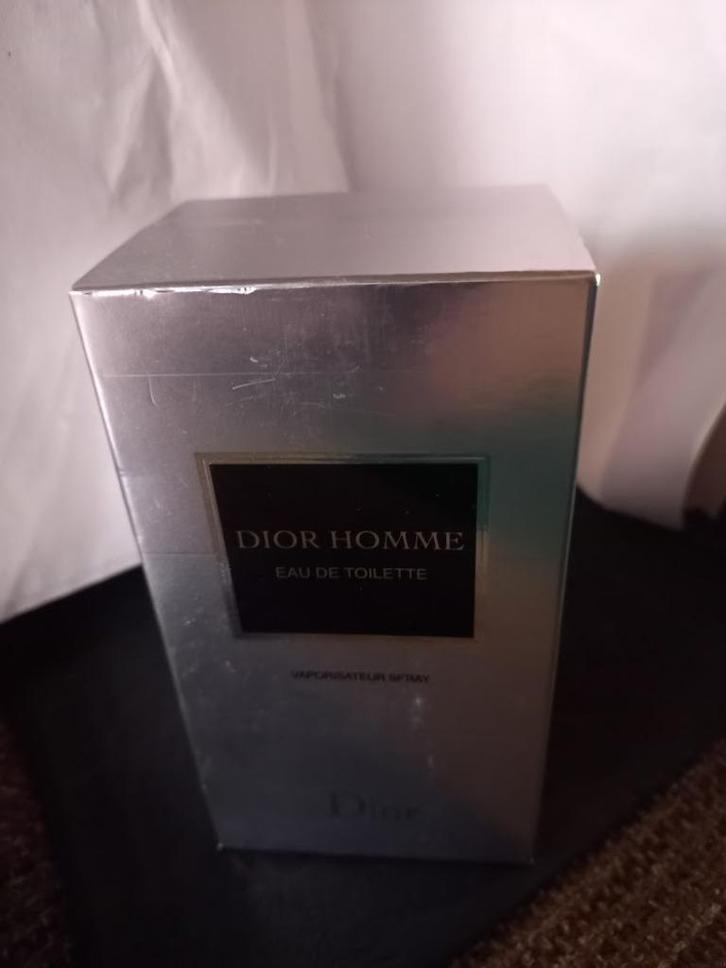 DIOR HOMME
EAU DE TOILETTE
VAPORISATEUR SPRAY
Dior